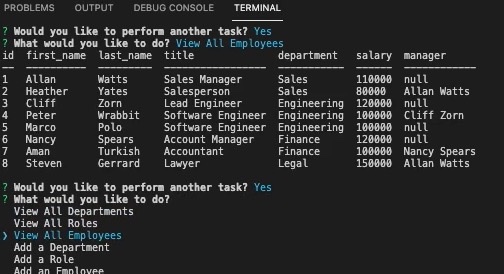 PROBLEMS OUTPUT DEBUG CONSOLE TERMINAL
? Would you like to perform another task? Yes
? What would you like to do? View All Employees
id first_name last_name title department salary manager
1 Allan Watts Sales Manager Sales 110000 null
2 Heather Yates Salesperson Sales 80000 Allan Watts
3 Cliff Zorn Lead Engineer Engineering 120000 null
4 Peter Wrabbit Software Engineer Engineering 100000 Cliff Zorn
5 Marco Polo Software Engineer Engineering 100000 null
6 Nancy Spears Account Manager Finance 120000 null
7 Aman Turkish Accountant Finance 100000 Nancy Spears
8 Steven Gerrard Lawyer Legal 150000 Allan Watts
? Would you like to perform another task? Yes
? What would you like to do?
View All Departments
View All Roles
❯ View All Employees
Add a Department
Add a Role
Add an Employee